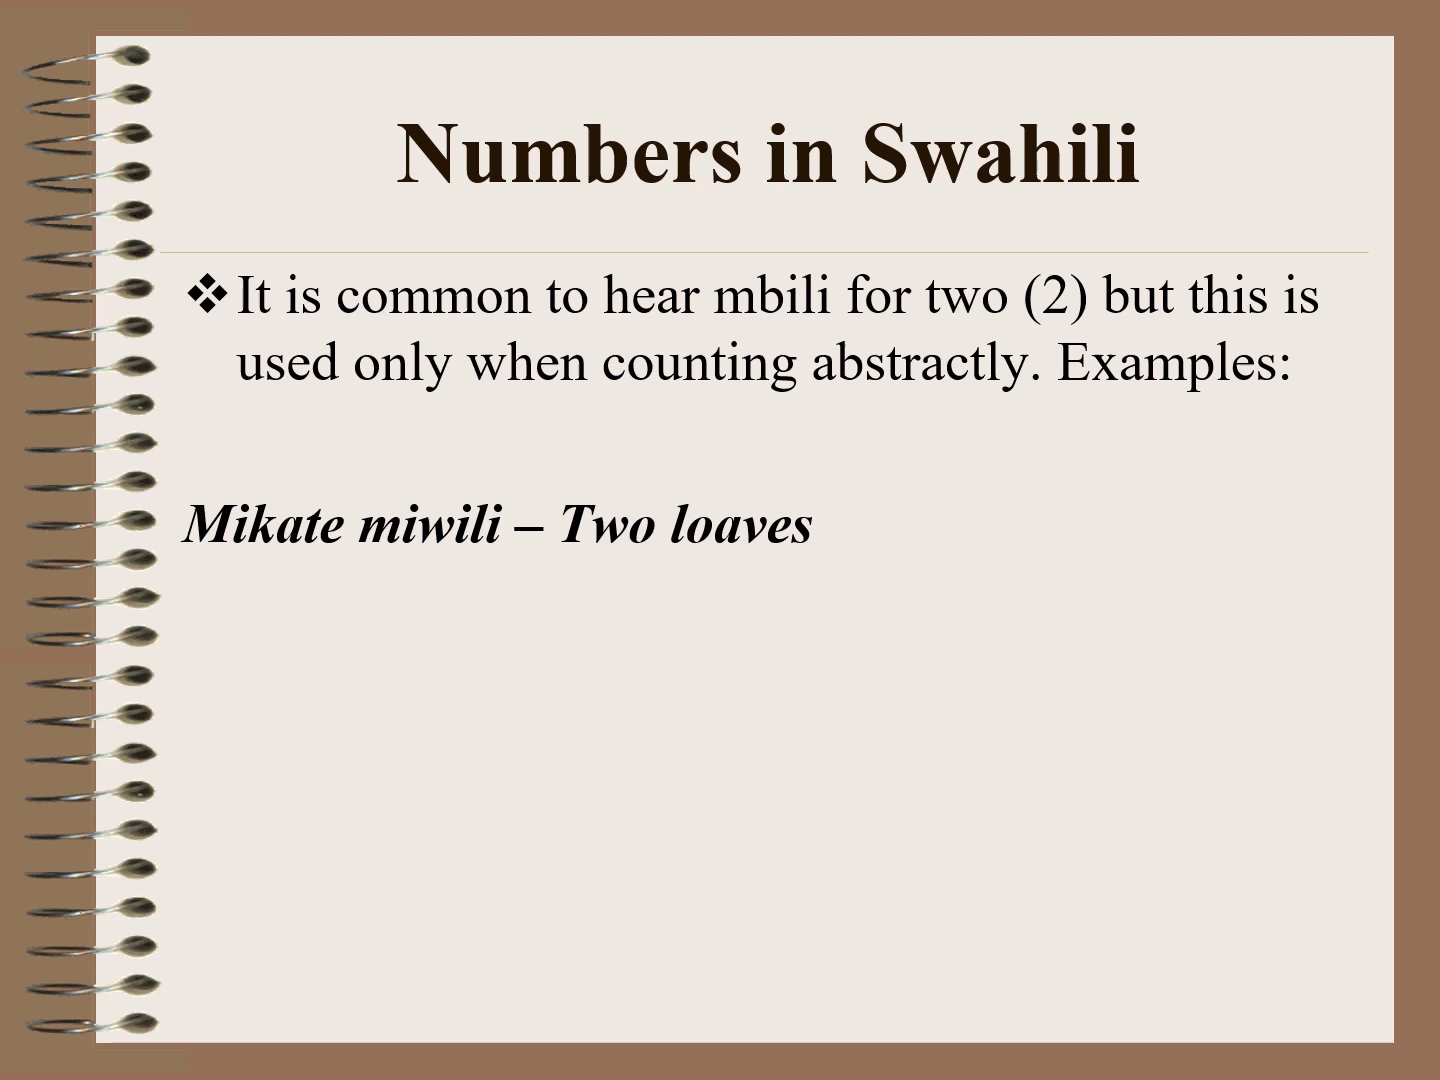 Numbers in Swahili
❖ It is common to hear mbili for two (2) but this is
used only when counting abstractly. Examples:
Mikate miwili – Two loaves